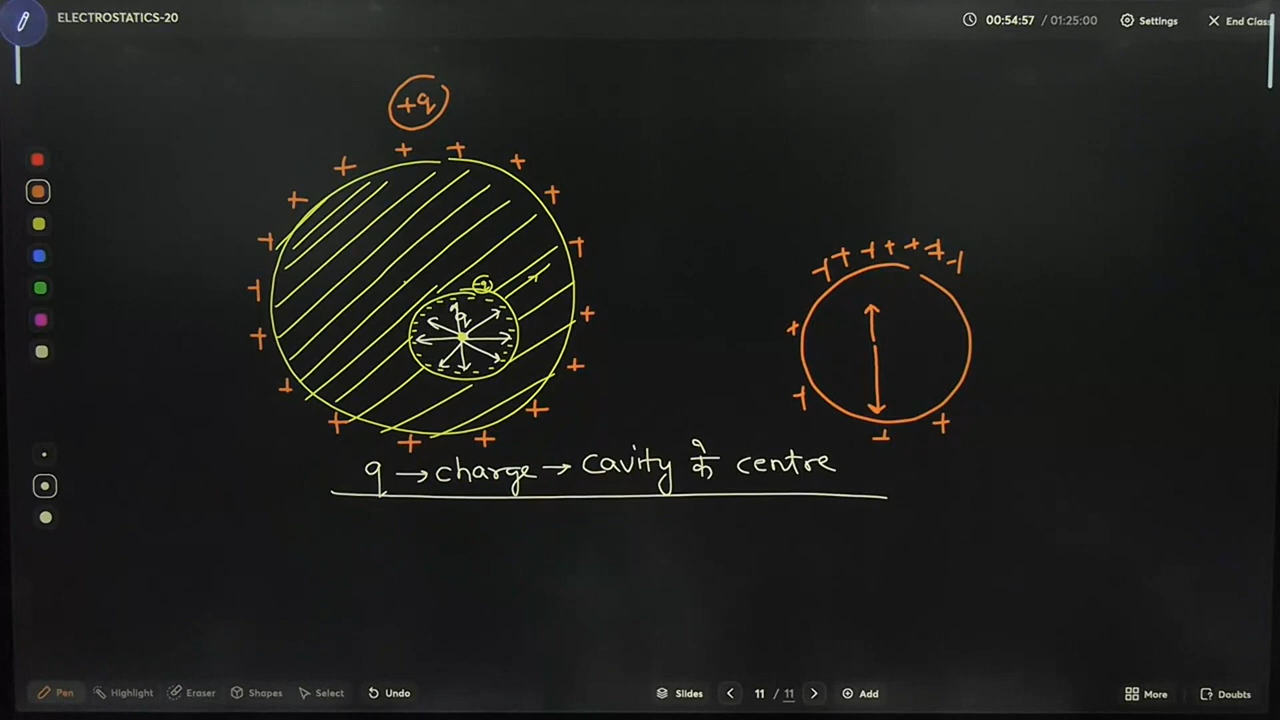 ELECTROSTATICS-20
00:54:57 / 01:25:00
Settings
End Class
+q
-q
q
q → charge → cavity के centre
Pen
Highlight
Eraser
Shapes
Select
Undo
Slides
11 / 11
Add
More
Doubts